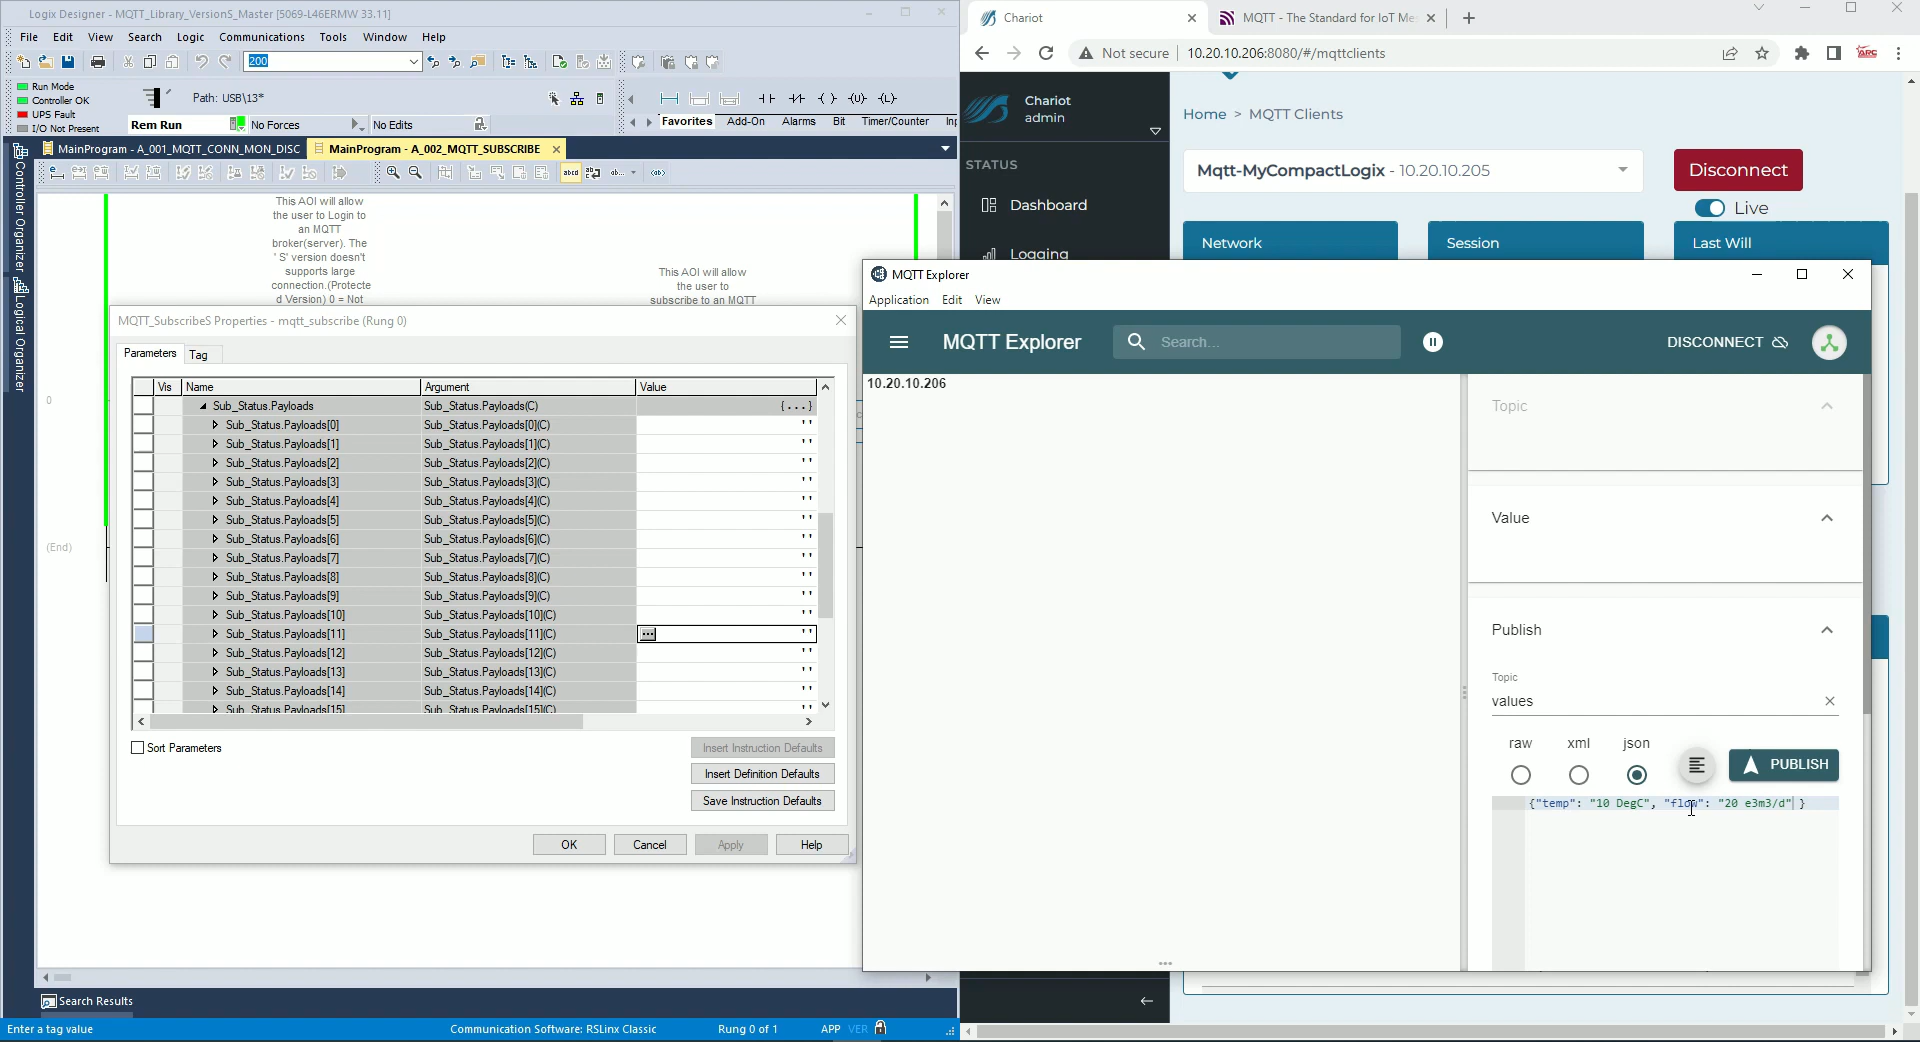 Logix Designer - MQTT_Library_VersionS_Master [5069-L46ERMW 33.11]
File Edit View Search Logic Communications Tools Window Help
200
Run Mode
Controller OK
UPS Fault
I/O Not Present
Path: USB\13*
Rem Run
No Forces
No Edits
Favorites Add-On Alarms Bit Timer/Counter
MainProgram - A_001_MQTT_CONN_MON_DISC
MainProgram - A_002_MQTT_SUBSCRIBE
Controller Organizer
Logical Organizer
This AOI will allow
the user to Login to
an MQTT
broker(server). The
' S' version doesn't
supports large
connection.(Protecte
d Version) 0 = Not
This AOI will allow
the user to
subscribe to an MQTT
0
(End)
MQTT_SubscribeS Properties - mqtt_subscribe (Rung 0)
Parameters Tag
Vis Name Argument Value
Sub_Status.Payloads Sub_Status.Payloads(C) {...}
Sub_Status.Payloads[0] Sub_Status.Payloads[0](C) ''
Sub_Status.Payloads[1] Sub_Status.Payloads[1](C) ''
Sub_Status.Payloads[2] Sub_Status.Payloads[2](C) ''
Sub_Status.Payloads[3] Sub_Status.Payloads[3](C) ''
Sub_Status.Payloads[4] Sub_Status.Payloads[4](C) ''
Sub_Status.Payloads[5] Sub_Status.Payloads[5](C) ''
Sub_Status.Payloads[6] Sub_Status.Payloads[6](C) ''
Sub_Status.Payloads[7] Sub_Status.Payloads[7](C) ''
Sub_Status.Payloads[8] Sub_Status.Payloads[8](C) ''
Sub_Status.Payloads[9] Sub_Status.Payloads[9](C) ''
Sub_Status.Payloads[10] Sub_Status.Payloads[10](C) ''
Sub_Status.Payloads[11] Sub_Status.Payloads[11](C) ... ''
Sub_Status.Payloads[12] Sub_Status.Payloads[12](C) ''
Sub_Status.Payloads[13] Sub_Status.Payloads[13](C) ''
Sub_Status.Payloads[14] Sub_Status.Payloads[14](C) ''
Sub_Status.Payloads[15] Sub_Status.Payloads[15](C) ''
Sort Parameters
Insert Instruction Defaults
Insert Definition Defaults
Save Instruction Defaults
OK Cancel Apply Help
Search Results
Enter a tag value
Communication Software: RSLinx Classic
Rung 0 of 1
APP VER
Chariot
MQTT - The Standard for IoT Me
Not secure 10.20.10.206:8080/#/mqttclients
ARC
Chariot
admin
STATUS
Dashboard
Logging
Home > MQTT Clients
Mqtt-MyCompactLogix - 10.20.10.205
Disconnect
Live
Network
Session
Last Will
MQTT Explorer
Application Edit View
MQTT Explorer
Search...
DISCONNECT
10.20.10.206
Topic
Value
Publish
Topic
values
raw xml json
PUBLISH
{"temp": "10 DegC", "flow": "20 e3m3/d" }